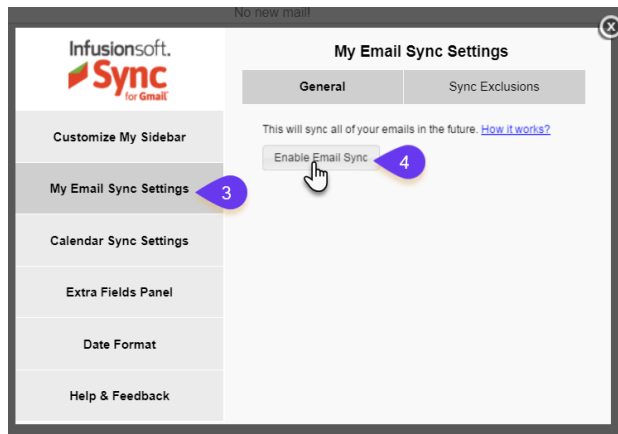 No new mail!
Infusionsoft.
Sync
for Gmail
My Email Sync Settings
General
Sync Exclusions
Customize My Sidebar
This will sync all of your emails in the future. How it works?
Enable Email Sync
4
My Email Sync Settings
3
Calendar Sync Settings
Extra Fields Panel
Date Format
Help & Feedback